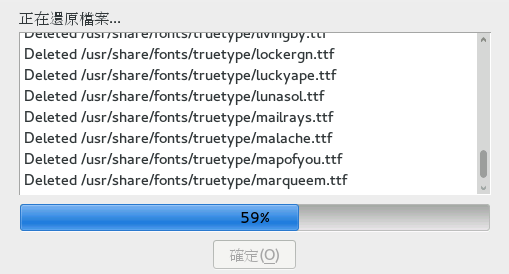 正在還原檔案...
Deleted /usr/share/fonts/truetype/livingby.ttf
Deleted /usr/share/fonts/truetype/lockergn.ttf
Deleted /usr/share/fonts/truetype/luckyape.ttf
Deleted /usr/share/fonts/truetype/lunasol.ttf
Deleted /usr/share/fonts/truetype/mailrays.ttf
Deleted /usr/share/fonts/truetype/malache.ttf
Deleted /usr/share/fonts/truetype/mapofyou.ttf
Deleted /usr/share/fonts/truetype/marqueem.ttf
59%
確定(O)